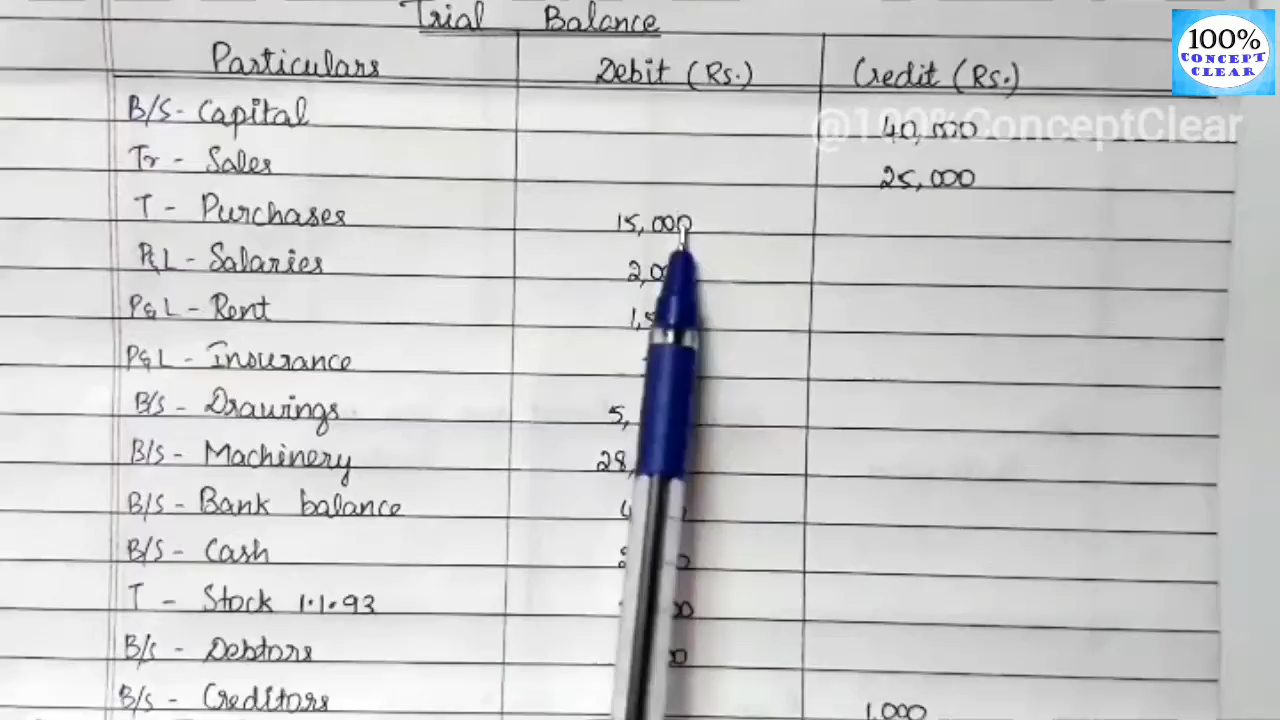 Trial Balance
Particulars Debit (Rs.) Credit (Rs.)
B/S - Capital 40,000
Tr - Sales 25,000
T - Purchases 15,000
P&L - Salaries
P&L - Rent
P&L - Insurance
B/S - Drawings
B/S - Machinery
B/S - Bank balance
B/S - Cash
T - Stock 1.1.93
B/S - Debtors
B/S - Creditors 1,000
100%
CONCEPT
CLEAR
@100%ConceptClear